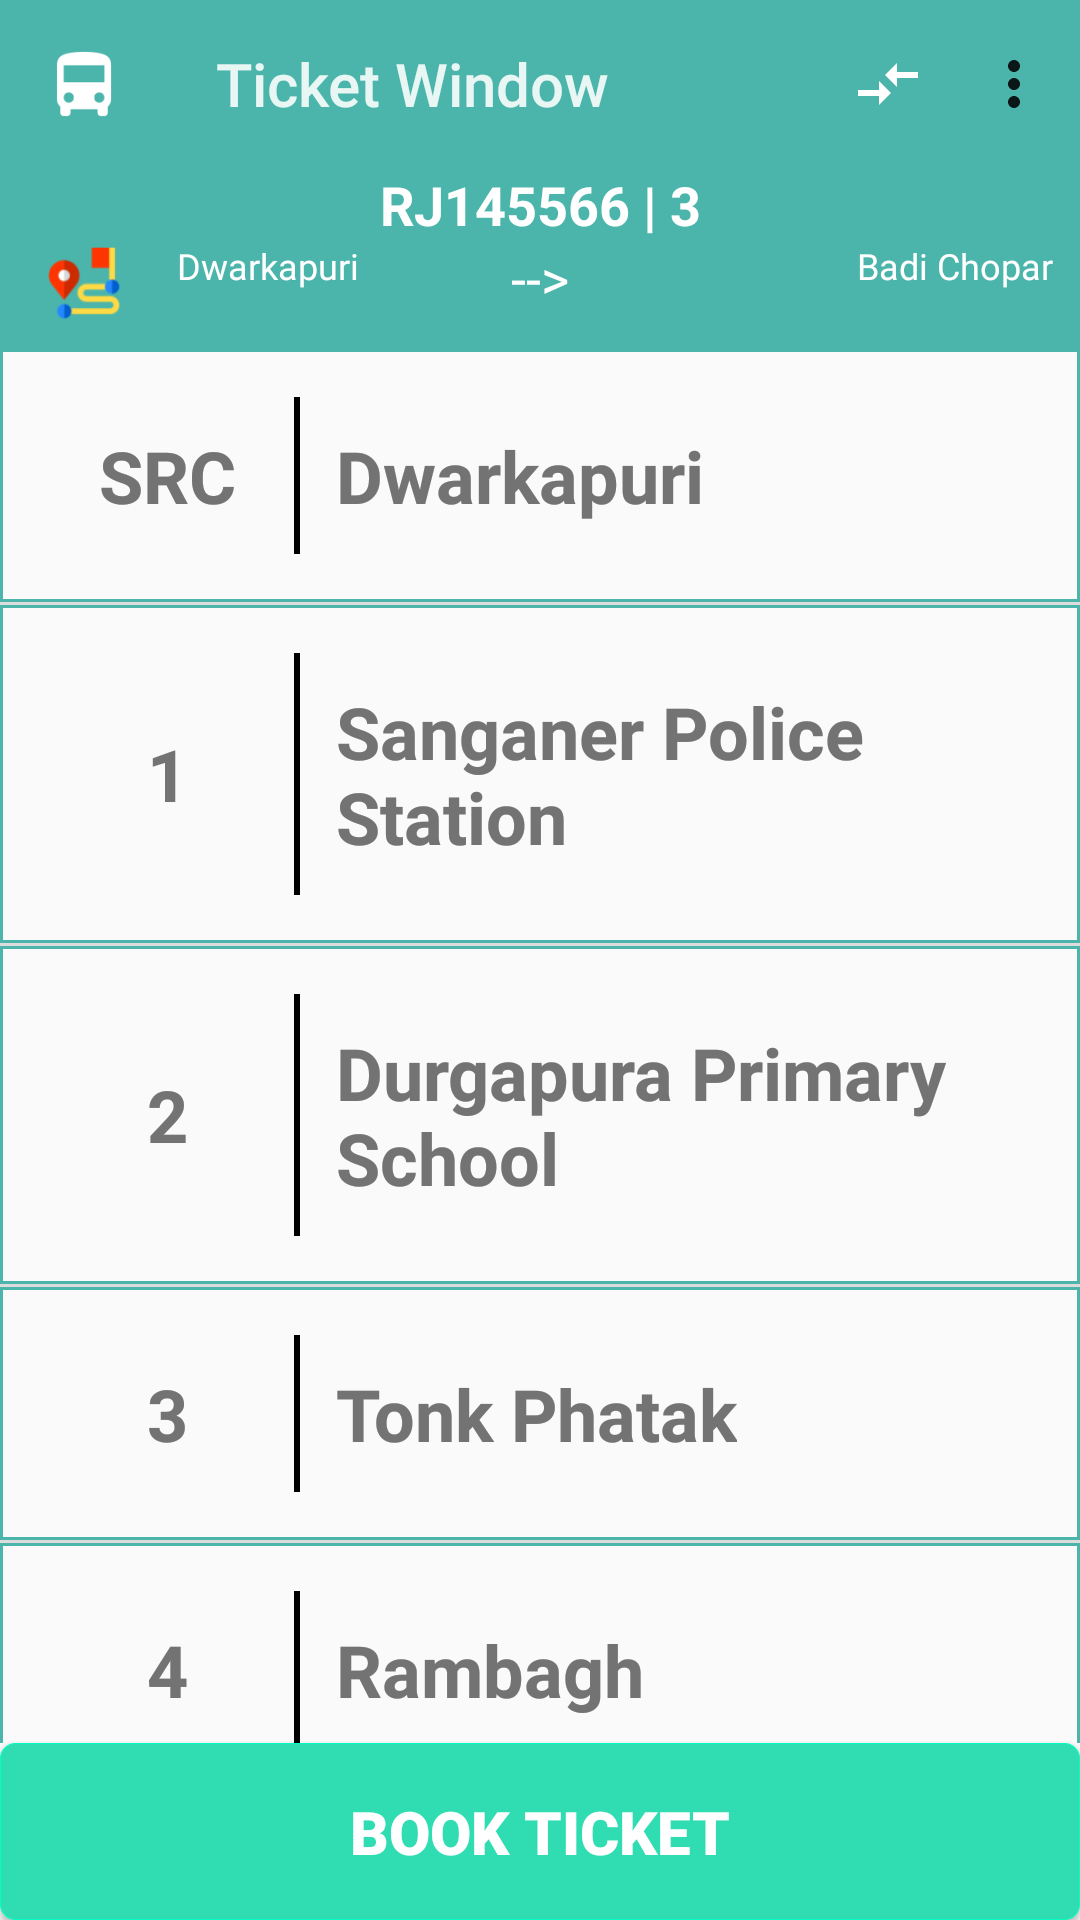 Ticket Window
RJ145566 | 3
Dwarkapuri --> Badi Chopar
SRC Dwarkapuri
1 Sanganer Police
Station
2 Durgapura Primary
School
3 Tonk Phatak
4 Rambagh
BOOK TICKET